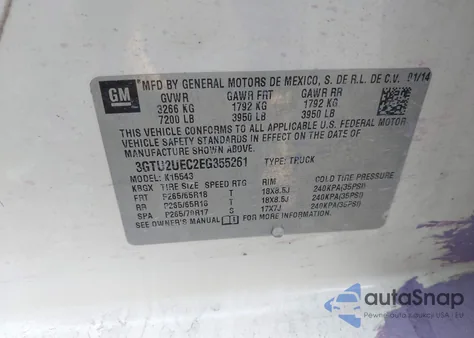 GM
MFD BY GENERAL MOTORS DE MEXICO, S. DE R.L. DE C.V. 01/14
GVWR GAWR FRT GAWR RR
3266 KG 1792 KG 1792 KG
7200 LB 3950 LB 3950 LB
THIS VEHICLE CONFORMS TO ALL APPLICABLE U.S. FEDERAL MOTOR
VEHICLE SAFETY STANDARDS IN EFFECT ON THE DATE OF
MANUFACTURE SHOWN ABOVE.
3GTU2UEC2EG355261 TYPE: TRUCK
MODEL: K15543
KBGX TIRE SIZE SPEED RTG RIM COLD TIRE PRESSURE
FRT P265/65R18 T 18X8.5J 240KPA(35PSI)
RR P265/65R18 T 18X8.5J 240KPA(35PSI)
SPA P265/70R17 S 17X7J 240KPA(35PSI)
SEE OWNER'S MANUAL FOR MORE INFORMATION
autoSnap